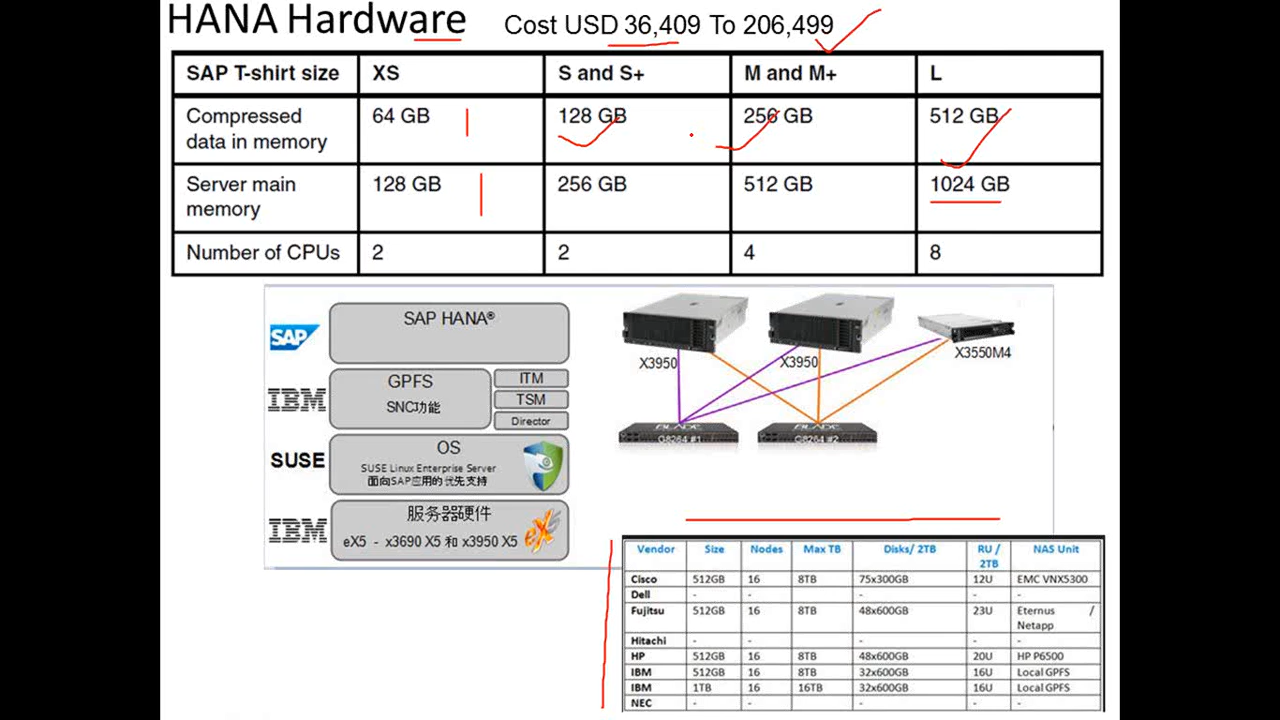 HANA Hardware Cost USD 36,409 To 206,499
SAP T-shirt size XS S and S+ M and M+ L
Compressed data in memory 64 GB 128 GB 256 GB 512 GB
Server main memory 128 GB 256 GB 512 GB 1024 GB
Number of CPUs 2 2 4 8
SAP SAP HANA®
IBM GPFS
SNC功能
ITM
TSM
Director
SUSE OS
SUSE Linux Enterprise Server
面向SAP应用的优先支持
IBM 服务器硬件
eX5 - x3690 X5 和 x3950 X5
eX5
X3950 X3950 X3550M4
G8264 #1 G8264 #2
Vendor Size Nodes Max TB Disks/ 2TB RU / 2TB NAS Unit
Cisco 512GB 16 8TB 75x300GB 12U EMC VNX5300
Dell - - - - - -
Fujitsu 512GB 16 8TB 48x600GB 23U Eternus / Netapp
Hitachi - - - - - -
HP 512GB 16 8TB 48x600GB 20U HP P6500
IBM 512GB 16 8TB 32x600GB 16U Local GPFS
IBM 1TB 16 16TB 32x600GB 16U Local GPFS
NEC - - - - - -